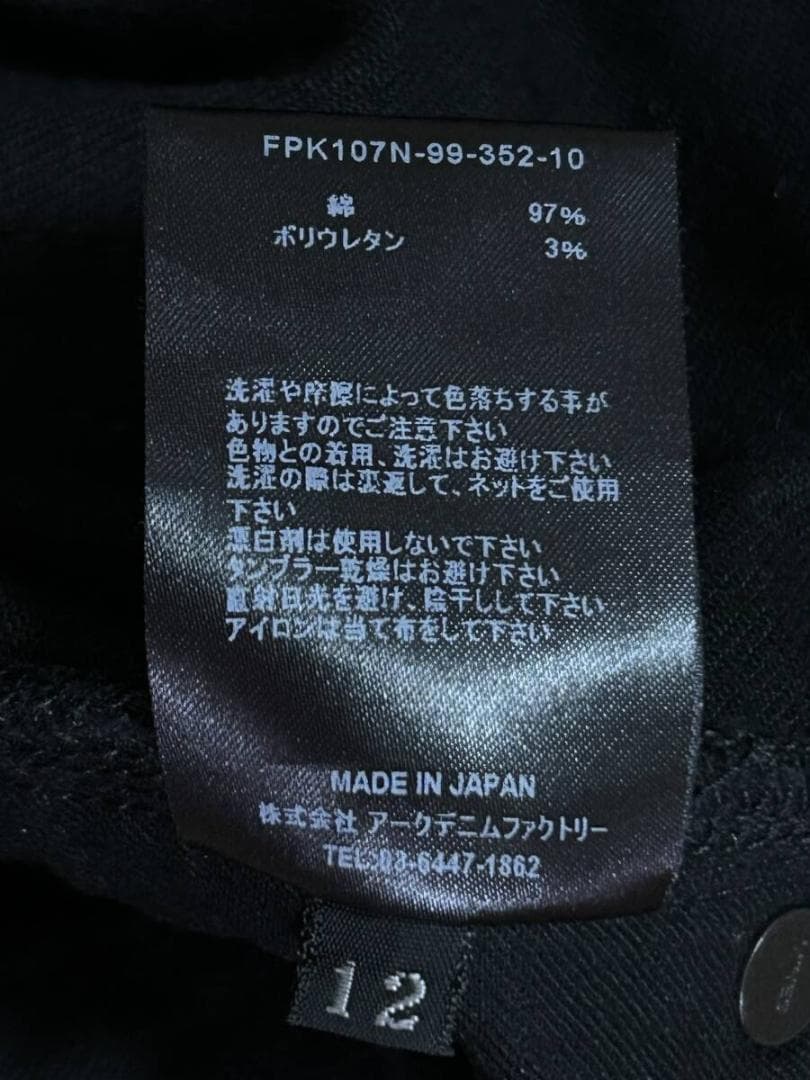 FPK107N-99-352-10
綿 97%
ポリウレタン 3%
洗濯や摩擦によって色落ちする事が
ありますのでご注意下さい
色物との着用、洗濯はお避け下さい
洗濯の際は裏返して、ネットをご使用
下さい
漂白剤は使用しないで下さい
タンブラー乾燥はお避け下さい
直射日光を避け、陰干しして下さい
アイロンは当て布をして下さい
MADE IN JAPAN
株式会社 アークデニムファクトリー
TEL:03-6447-1862
12